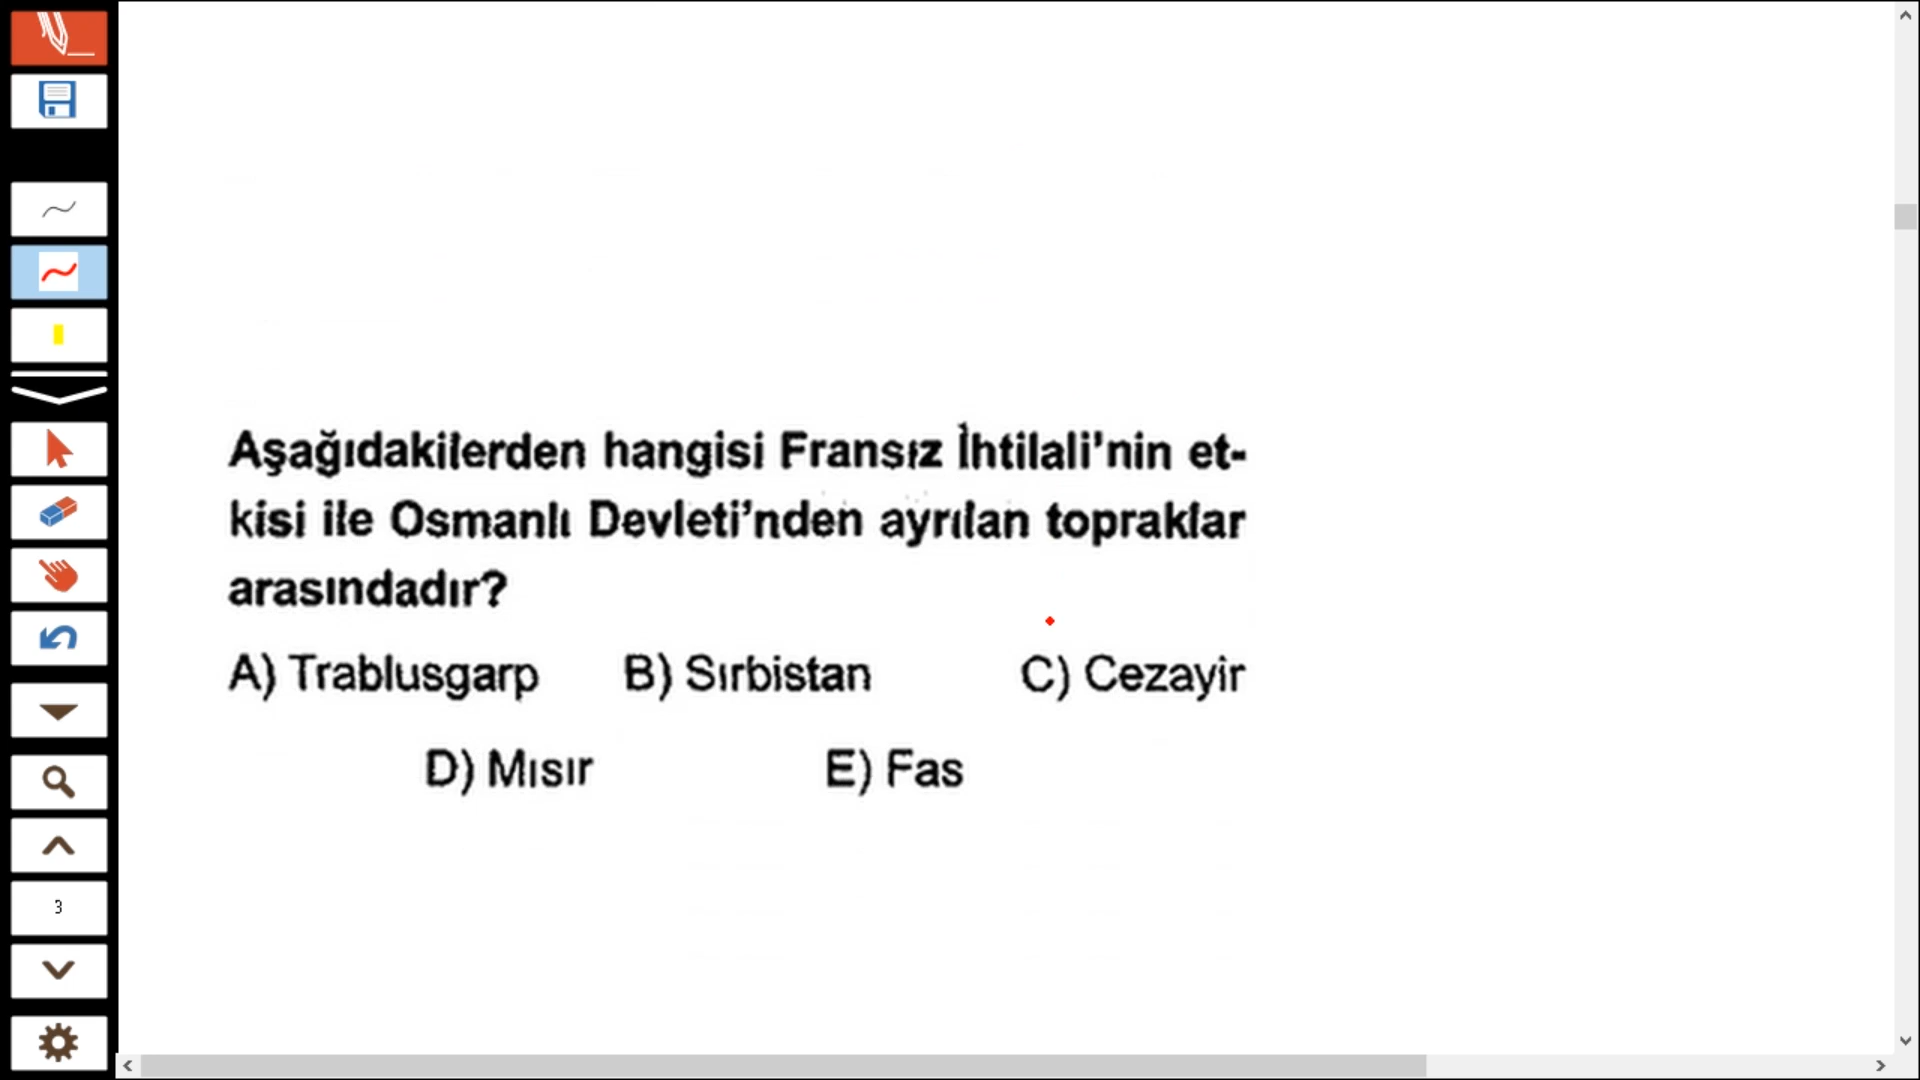 Aşağıdakilerden hangisi Fransız İhtilali'nin et-
kisi ile Osmanlı Devleti'nden ayrılan topraklar
arasındadır?
A) Trablusgarp B) Sırbistan C) Cezayir
D) Mısır E) Fas
3